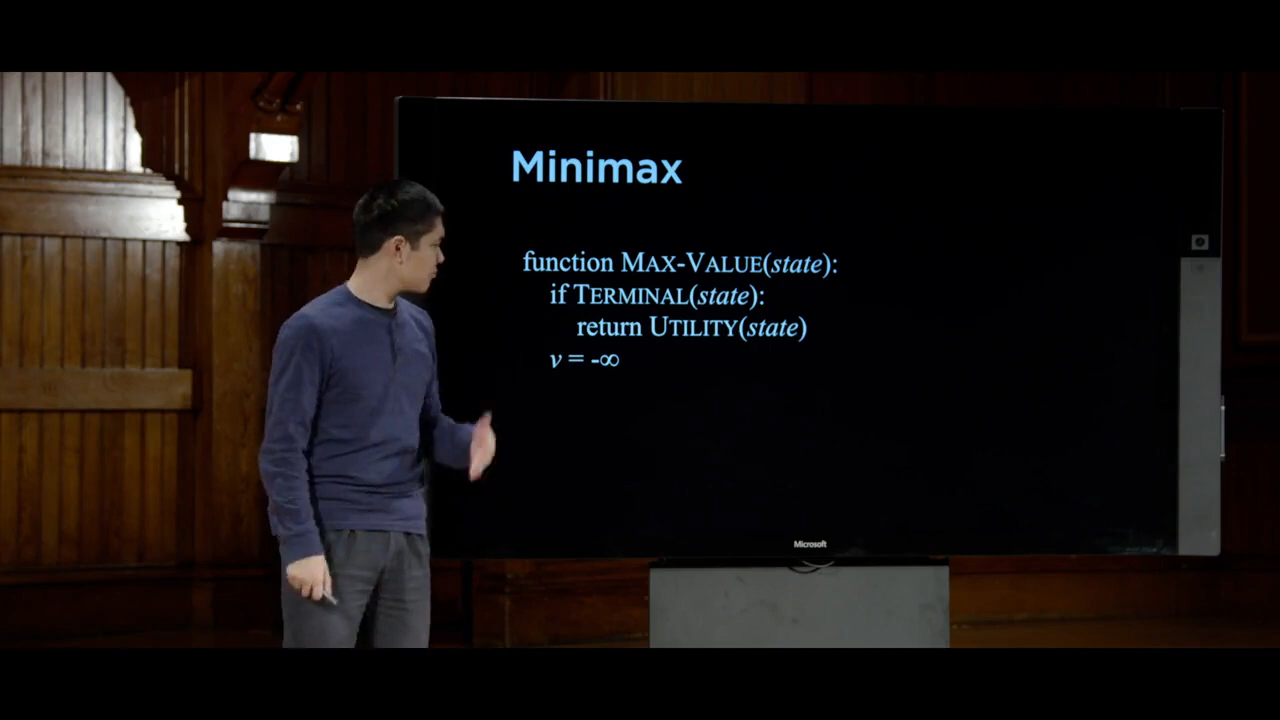 Minimax
function MAX-VALUE(state):
if TERMINAL(state):
return UTILITY(state)
v = -∞
Microsoft